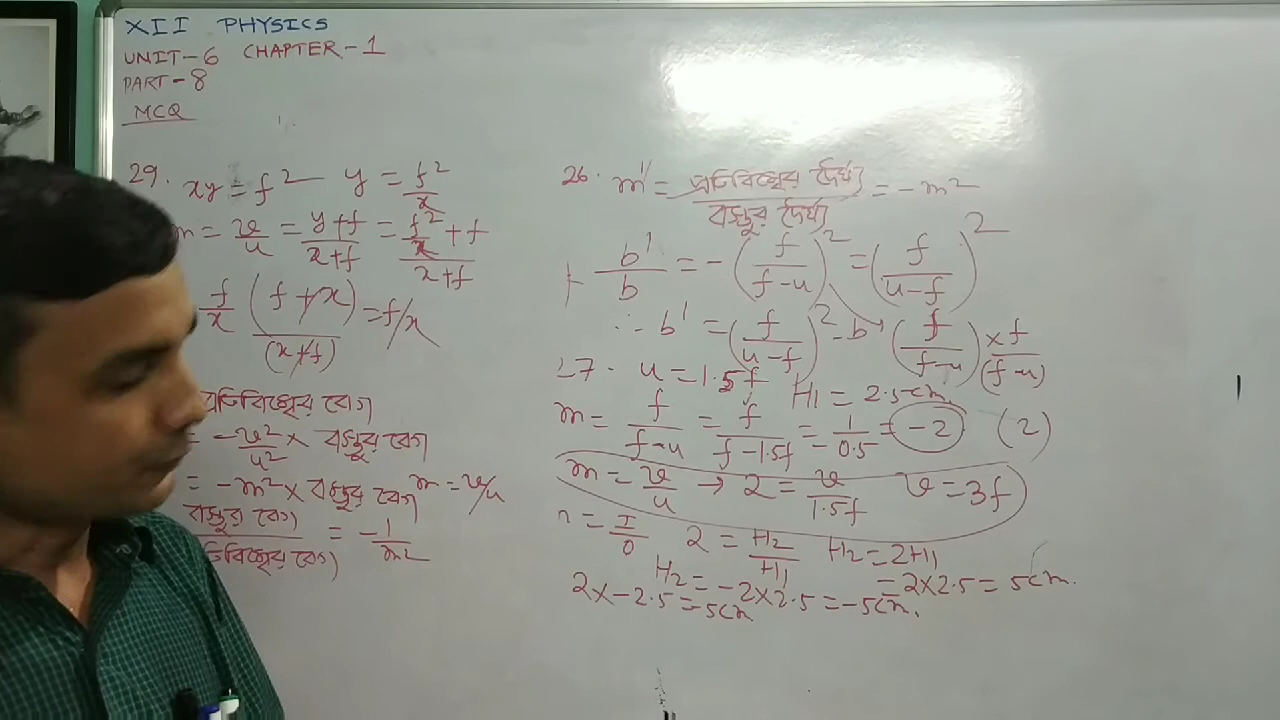 XII PHYSICS
UNIT-6 CHAPTER-1
PART-8
MCQ
29. xy = f² y = f²/x
m = v/u = (y+f)/(x+f) = (f²/x + f)/(x+f)
f/x (f+x)/(x+f) = f/x
প্রতিবিম্বের বেগ
= -v²/u² × বস্তুর বেগ
= -m² × বস্তুর বেগ m = v/u
বস্তুর বেগ/প্রতিবিম্বের বেগ = -1/m²
26. m" = প্রতিবিম্বের দৈর্ঘ্য/বস্তুর দৈর্ঘ্য = -m²
b'/b = -(f/(f-u))² = (f/(u-f))²
∴ b' = (f/(u-f))² b (f/(f-u)) × f/(f-u)
27. u = 1.5f H1 = 2.5cm.
m = f/(f-u) = f/(f-1.5f) = 1/0.5 = -2 (2)
m = v/u → 2 = v/1.5f v = 3f
= I/O 2 = H2/H1 H2 = 2H1
H2 = -2×2.5 = -5cm. = 2×2.5 = 5cm.
2×-2.5 = -5cm